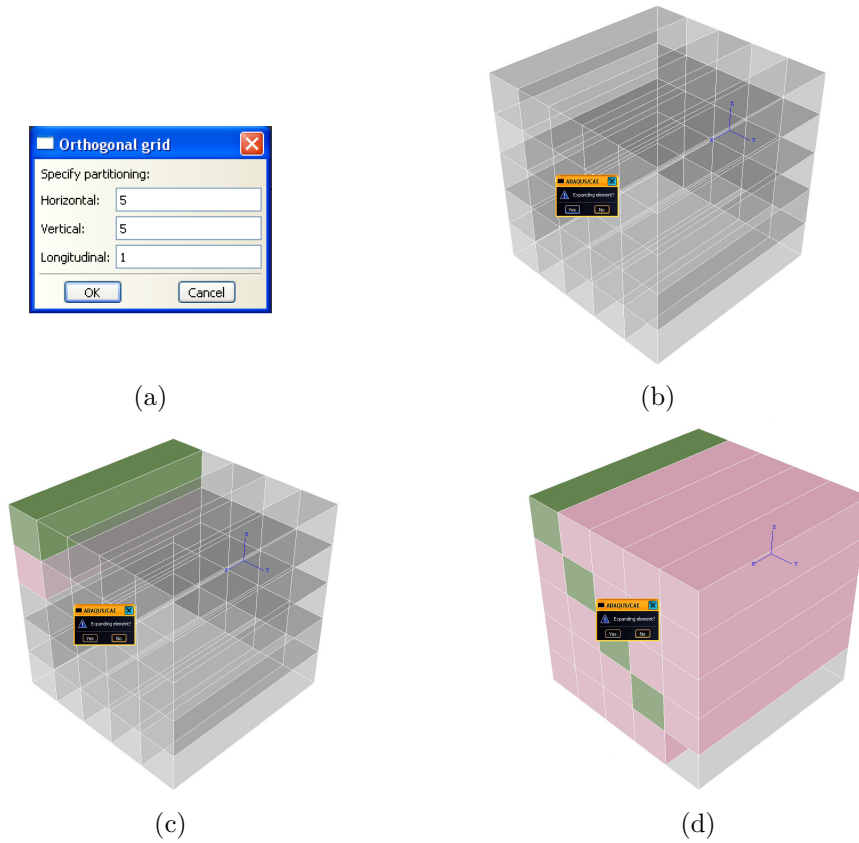 Orthogonal grid
Specify partitioning:
Horizontal: 5
Vertical: 5
Longitudinal: 1
OK Cancel
(a)
Z
X Y
ABAQUS/CAE
Expanding element?
Yes No
(b)
Z
Y
ABAQUS/CAE
Expanding element?
Yes No
(c)
Z
X Y
ABAQUS/CAE
Expanding element?
Yes No
(d)